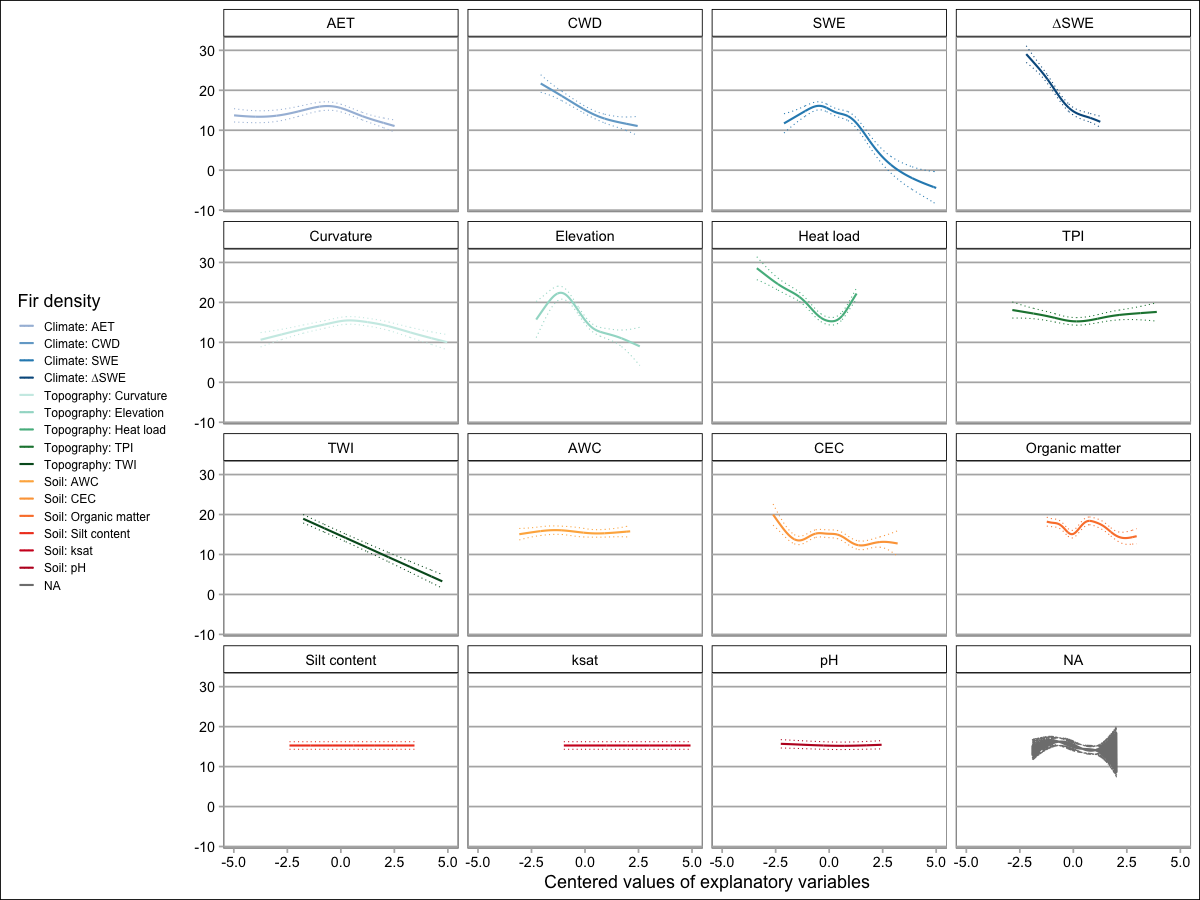 AET CWD SWE ΔSWE
30
20
10
0
-10
Curvature Elevation Heat load TPI
30
20
10
0
-10
TWI AWC CEC Organic matter
30
20
10
0
-10
Silt content ksat pH NA
30
20
10
0
-10
-5.0 -2.5 0.0 2.5 5.0 -5.0 -2.5 0.0 2.5 5.0 -5.0 -2.5 0.0 2.5 5.0 -5.0 -2.5 0.0 2.5 5.0
Centered values of explanatory variables
Fir density
Climate: AET
Climate: CWD
Climate: SWE
Climate: ΔSWE
Topography: Curvature
Topography: Elevation
Topography: Heat load
Topography: TPI
Topography: TWI
Soil: AWC
Soil: CEC
Soil: Organic matter
Soil: Silt content
Soil: ksat
Soil: pH
NA